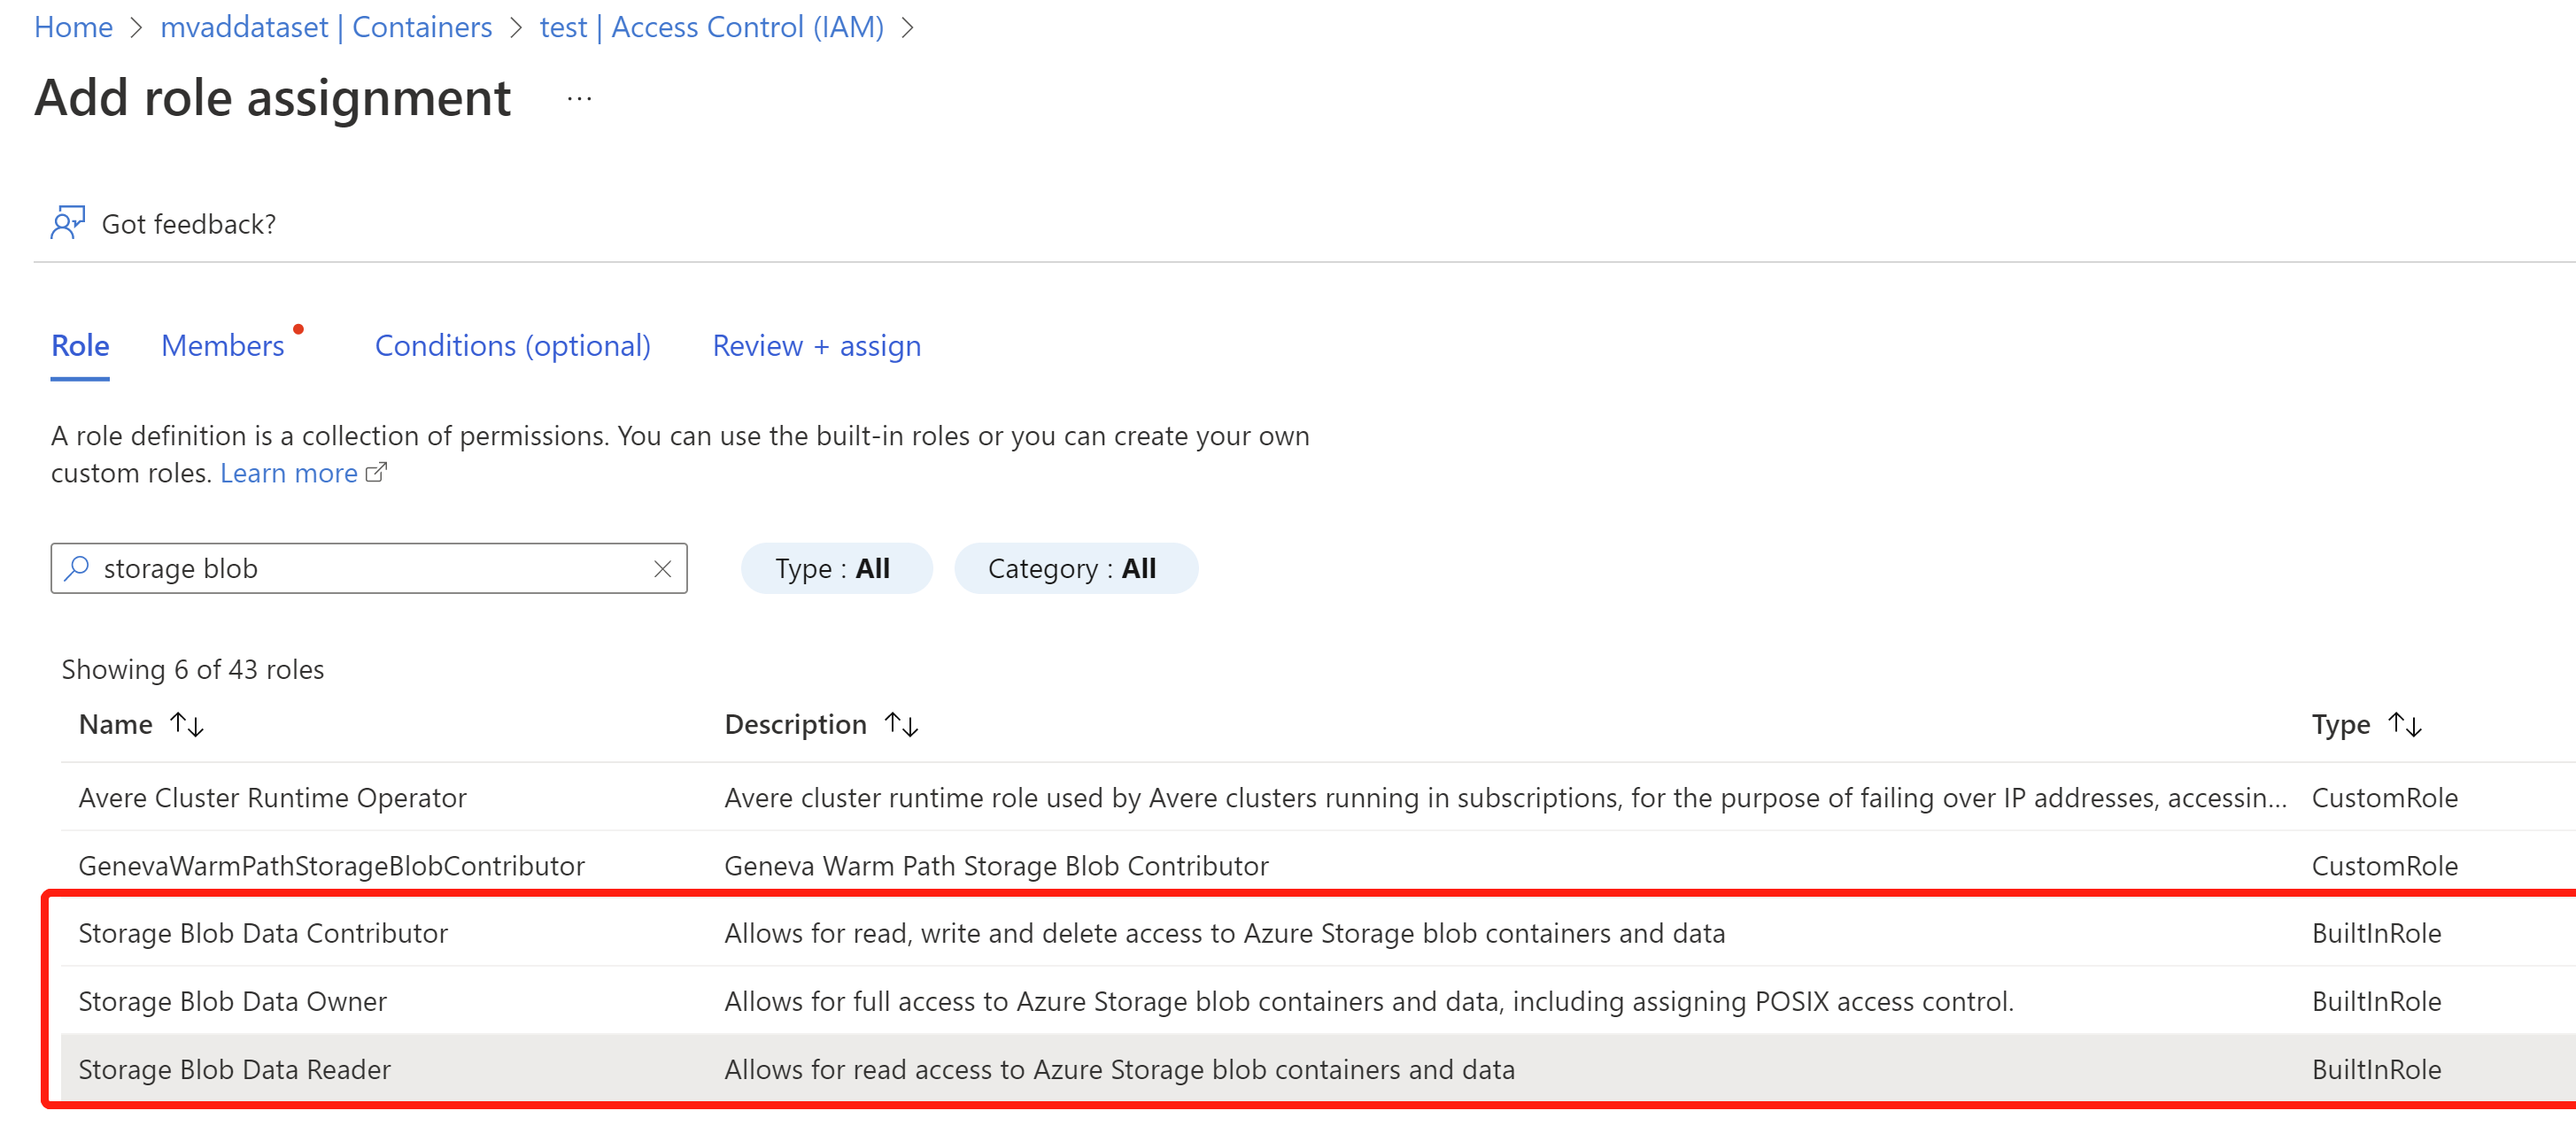 Home > mvaddataset | Containers > test | Access Control (IAM) >
Add role assignment ...
Got feedback?
Role Members Conditions (optional) Review + assign
A role definition is a collection of permissions. You can use the built-in roles or you can create your own
custom roles. Learn more
storage blob Type : All Category : All
Showing 6 of 43 roles
Name ↑↓ Description ↑↓ Type ↑↓
Avere Cluster Runtime Operator Avere cluster runtime role used by Avere clusters running in subscriptions, for the purpose of failing over IP addresses, accessin... CustomRole
GenevaWarmPathStorageBlobContributor Geneva Warm Path Storage Blob Contributor CustomRole
Storage Blob Data Contributor Allows for read, write and delete access to Azure Storage blob containers and data BuiltInRole
Storage Blob Data Owner Allows for full access to Azure Storage blob containers and data, including assigning POSIX access control. BuiltInRole
Storage Blob Data Reader Allows for read access to Azure Storage blob containers and data BuiltInRole